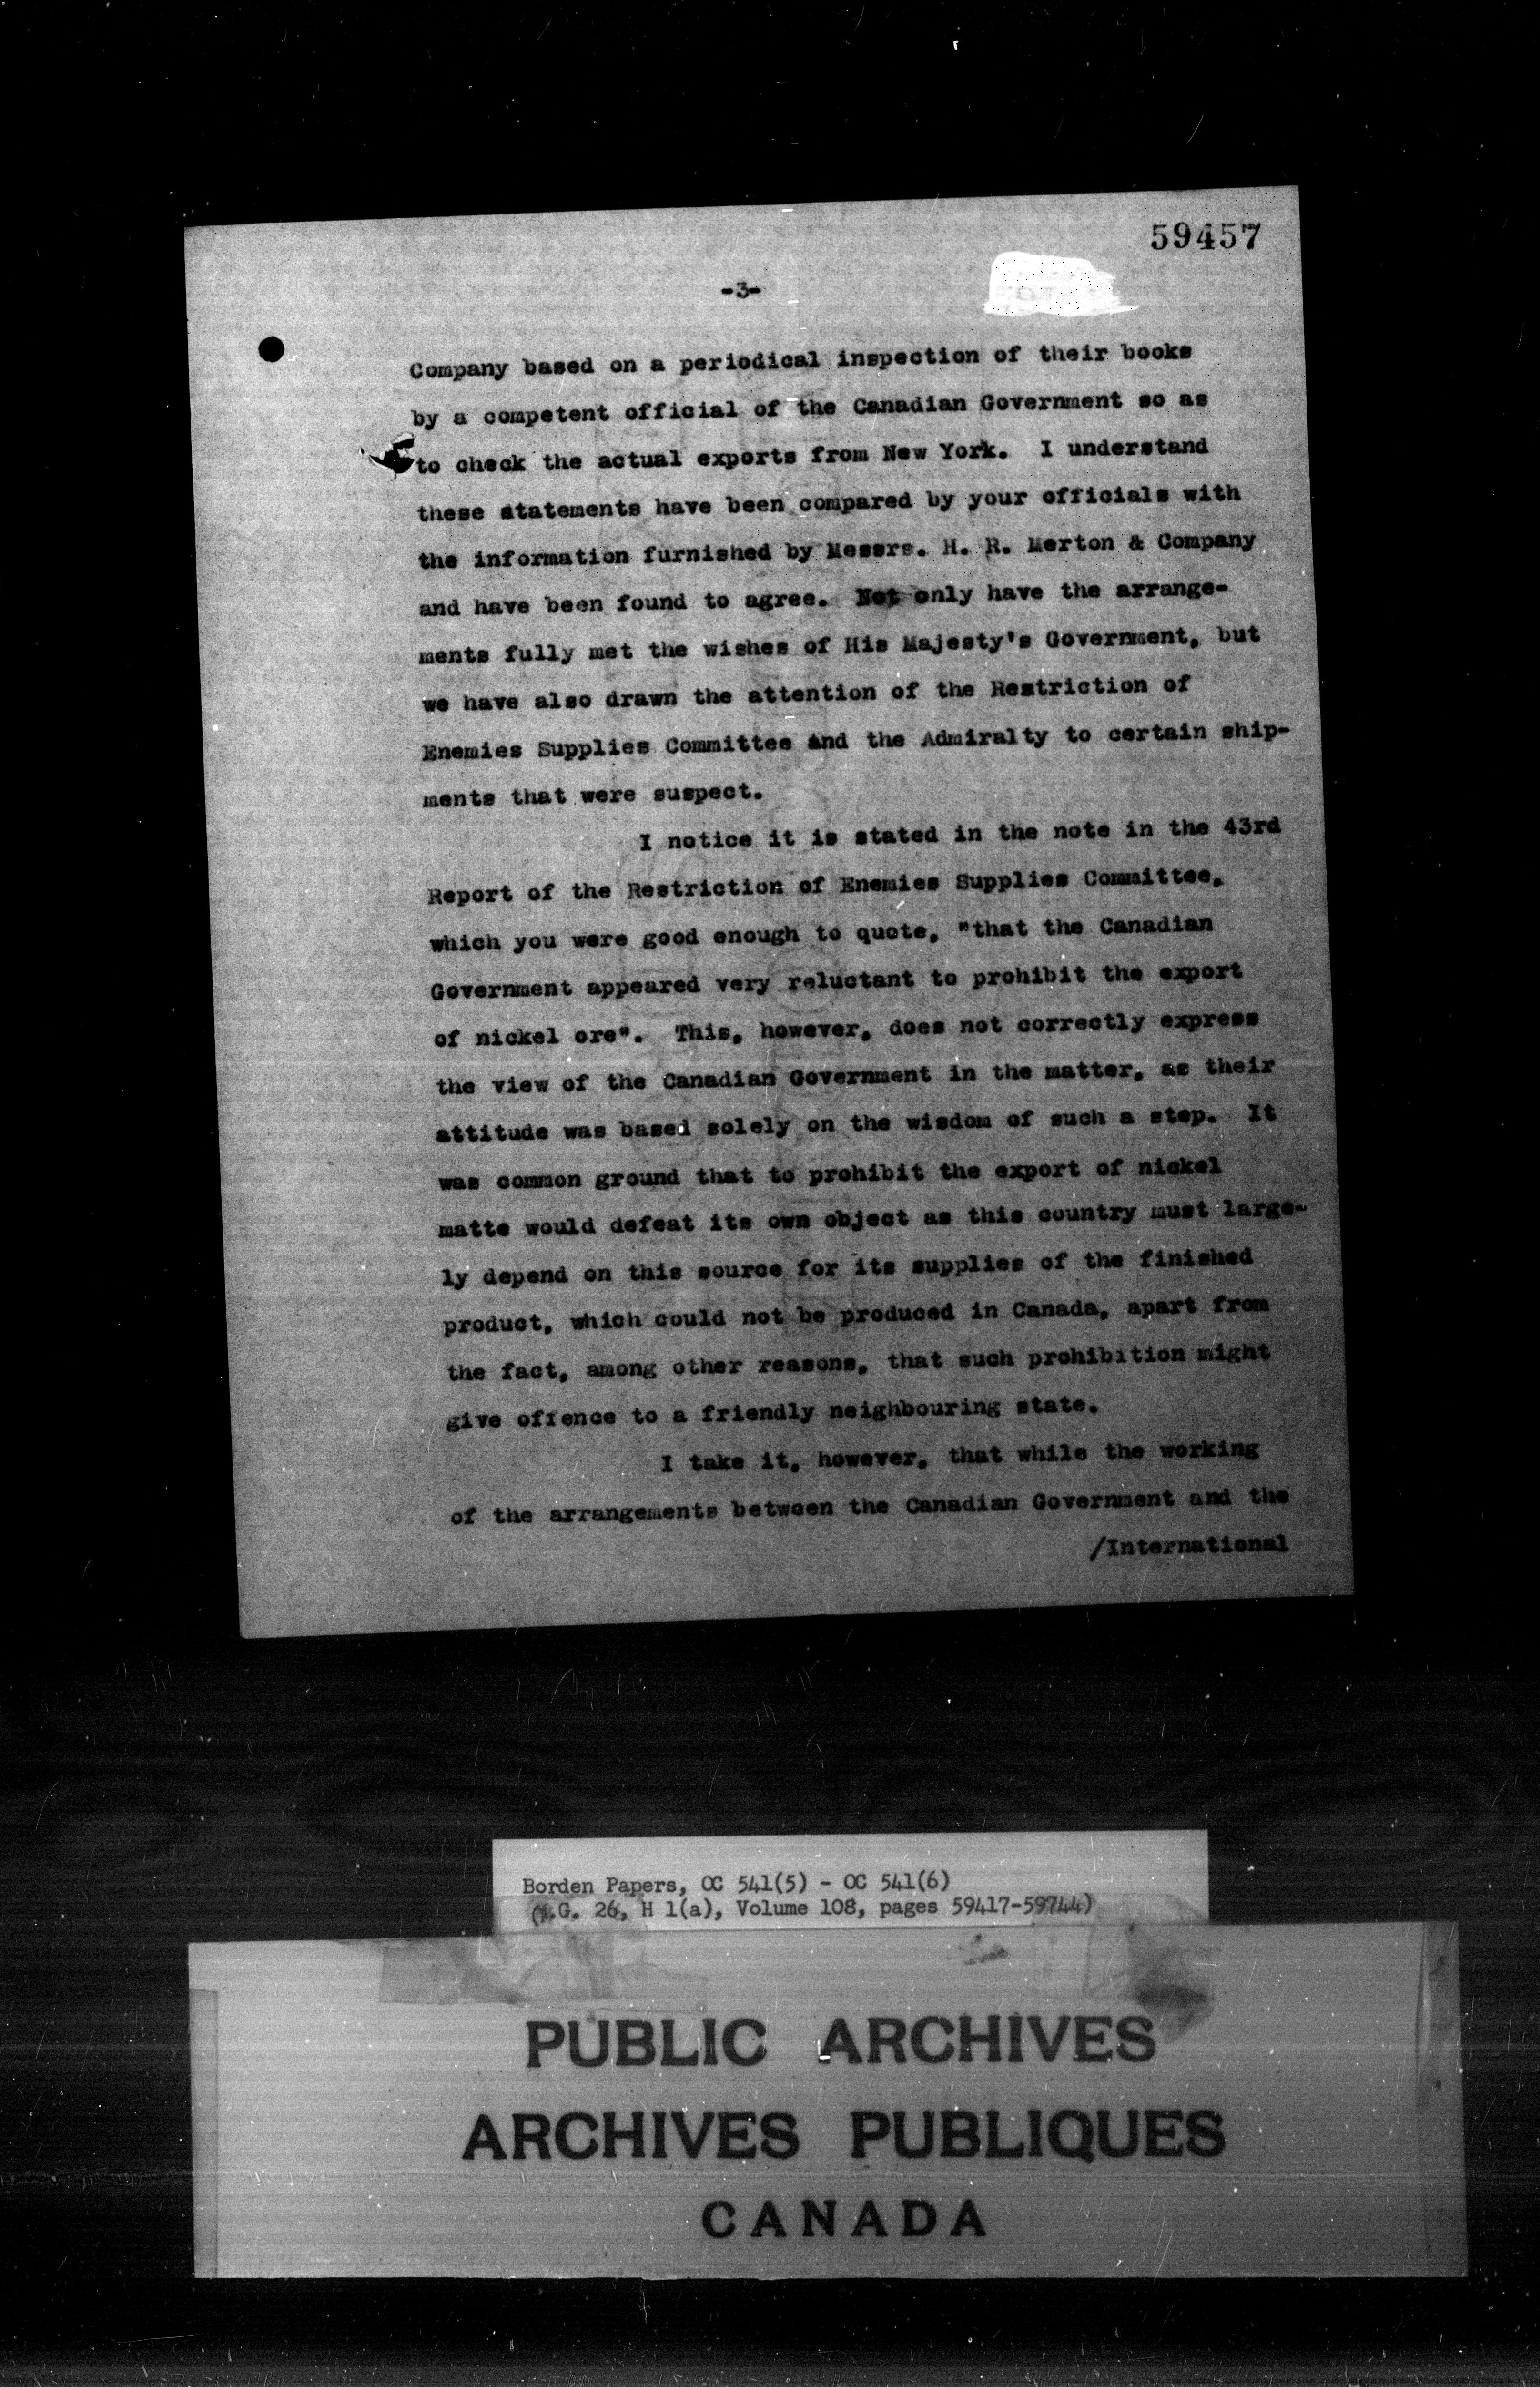 59457
-3-
Company based on a periodical inspection of their books
by a competent official of the Canadian Government so as
to check the actual exports from New York. I understand
these statements have been compared by your officials with
the information furnished by Messrs. H. R. Merton & Company
and have been found to agree. Not only have the arrange-
ments fully met the wishes of His Majesty's Government, but
we have also drawn the attention of the Restriction of
Enemies Supplies Committee and the Admiralty to certain ship-
ments that were suspect.
I notice it is stated in the note in the 43rd
Report of the Restriction of Enemies Supplies Committee,
which you were good enough to quote, "that the Canadian
Government appeared very reluctant to prohibit the export
of nickel ore". This, however, does not correctly express
the view of the Canadian Government in the matter, as their
attitude was based solely on the wisdom of such a step. It
was common ground that to prohibit the export of nickel
matte would defeat its own object as this country must large-
ly depend on this source for its supplies of the finished
product, which could not be produced in Canada, apart from
the fact, among other reasons, that such prohibition might
give offence to a friendly neighbouring state.
I take it, however, that while the working
of the arrangements between the Canadian Government and the
/International
Borden Papers, OC 541(5) - OC 541(6)
(M.G. 26, H 1(a), Volume 108, pages 59417-59744)
PUBLIC ARCHIVES
ARCHIVES PUBLIQUES
CANADA